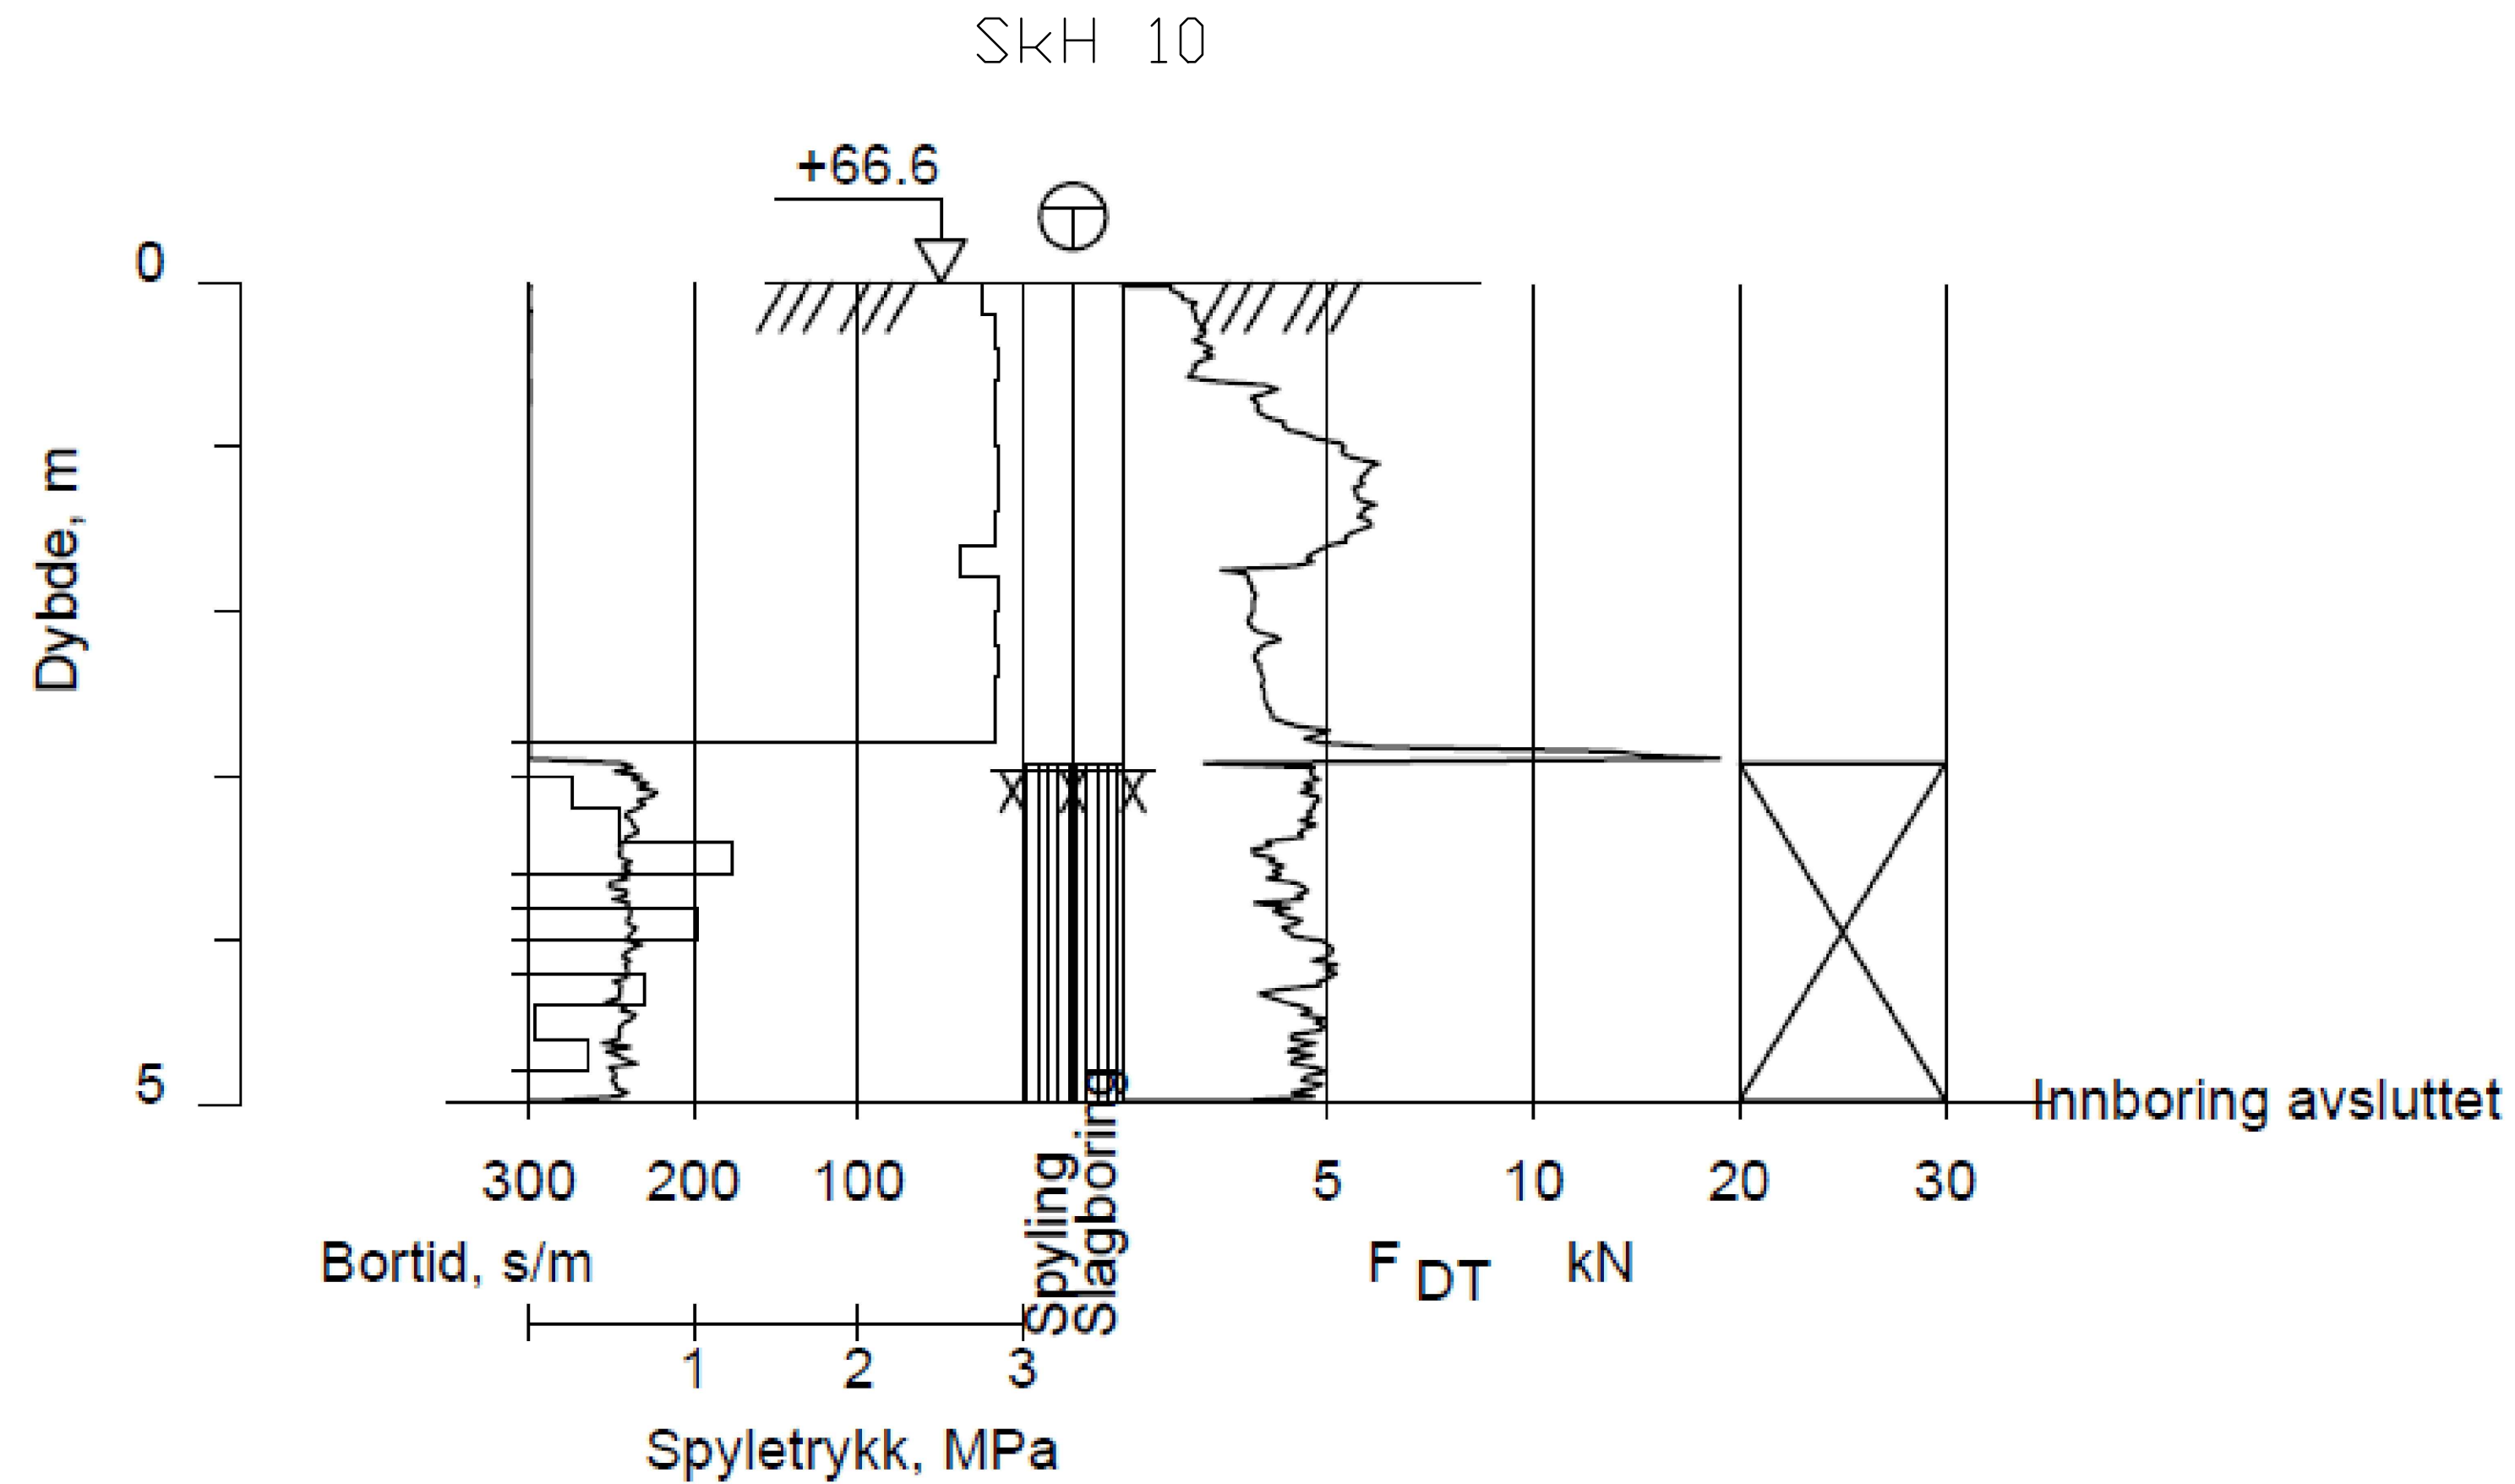 SkH 10
+66.6
0
Dybde, m
5
Innboring avsluttet
300 200 100 5 10 20 30
Spyling
Slagboring
Bortid, s/m
F DT kN
1 2 3
Spyletrykk, MPa